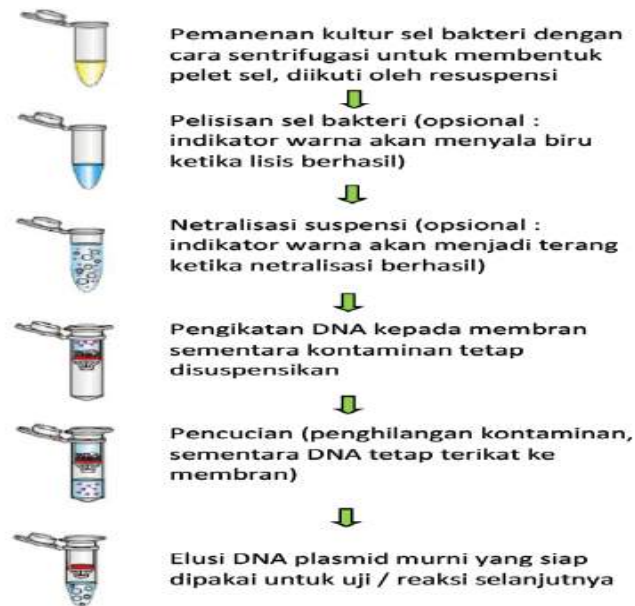 Pemanenan kultur sel bakteri dengan
cara sentrifugasi untuk membentuk
pelet sel, diikuti oleh resuspensi
Pelisisan sel bakteri (opsional :
indikator warna akan menyala biru
ketika lisis berhasil)
Netralisasi suspensi (opsional :
indikator warna akan menjadi terang
ketika netralisasi berhasil)
Pengikatan DNA kepada membran
sementara kontaminan tetap
disuspensikan
Pencucian (penghilangan kontaminan,
sementara DNA tetap terikat ke
membran)
Elusi DNA plasmid murni yang siap
dipakai untuk uji / reaksi selanjutnya